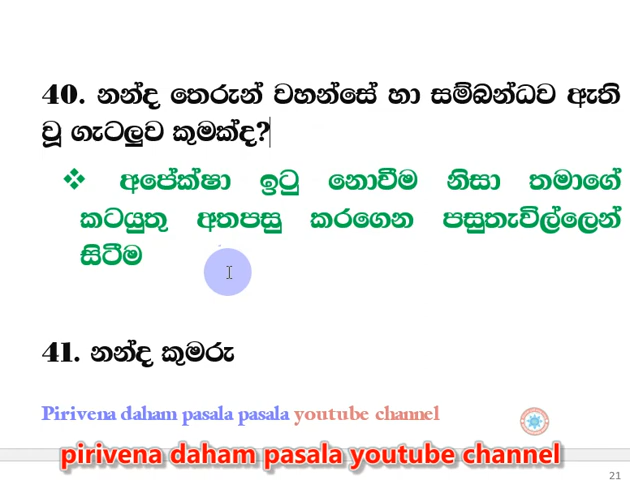 40. නන්ද තෙරුන් වහන්සේ හා සම්බන්ධව ඇති
වූ ගැටලුව කුමක්ද?
❖ අපේක්ෂා ඉටු නොවීම නිසා තමාගේ
කටයුතු අතපසු කරගෙන පසුතැවිල්ලෙන්
සිටීම
41. නන්ද කුමරු
Pirivena daham pasala pasala youtube channel
pirivena daham pasala youtube channel
21